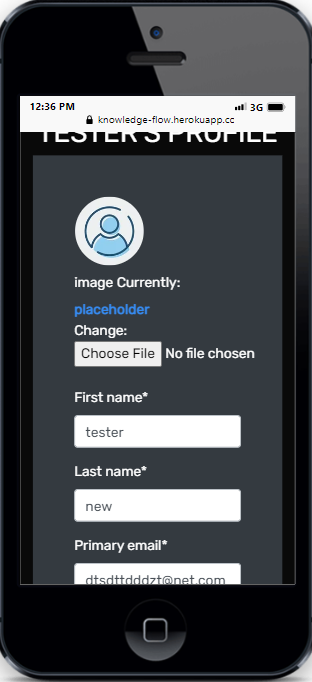 12:36 PM 3G
knowledge-flow.herokuapp.cc
TESTER'S PROFILE
image Currently:
placeholder
Change:
Choose File No file chosen
First name*
tester
Last name*
new
Primary email*
dtsdttdddzt@net.com